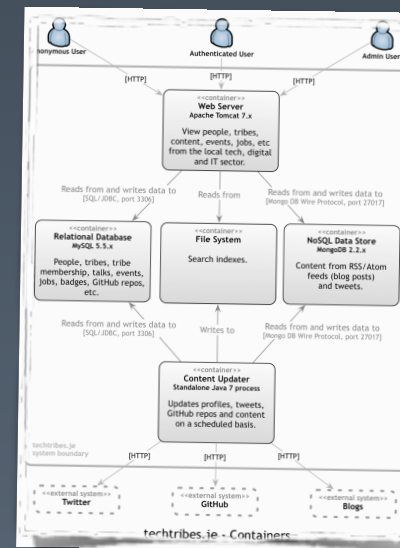 nonymous User
Authenticated User
Admin User
[HTTP]
[HTTP]
[HTTP]
<<container>>
Web Server
Apache Tomcat 7.x
View people, tribes,
content, events, jobs, etc
from the local tech, digital
and IT sector.
Reads from and writes data to
[SQL/JDBC, port 3306]
Reads from
Reads from and writes data to
[Mongo DB Wire Protocol, port 27017]
<<container>>
Relational Database
MySQL 5.5.x
People, tribes, tribe
membership, talks, events,
jobs, badges, GitHub repos,
etc.
<<container>>
File System
Search indexes.
<<container>>
NoSQL Data Store
MongoDB 2.2.x
Content from RSS/Atom
feeds (blog posts)
and tweets.
Reads from and writes data to
[SQL/JDBC, port 3306]
Writes to
Reads from and writes data to
[Mongo DB Wire Protocol, port 27017]
<<container>>
Content Updater
Standalone Java 7 process
Updates profiles, tweets,
GitHub repos and content
on a scheduled basis.
techtribes.je
system boundary
[HTTP]
[HTTP]
[HTTP]
<<external system>>
Twitter
<<external system>>
GitHub
<<external system>>
Blogs
techtribes.je - Containers